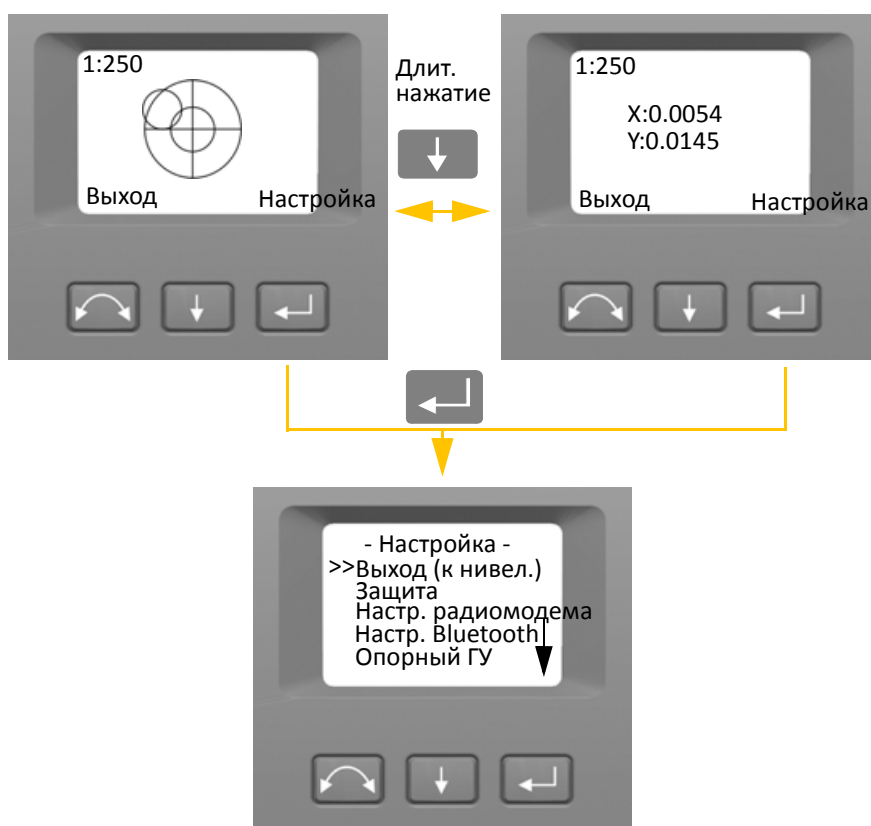 1:250
Выход
Настройка
Длит.
нажатие
1:250
X:0.0054
Y:0.0145
Выход
Настройка
- Настройка -
>>Выход (к нивел.)
Защита
Настр. радиомодема
Настр. Bluetooth
Опорный ГУ